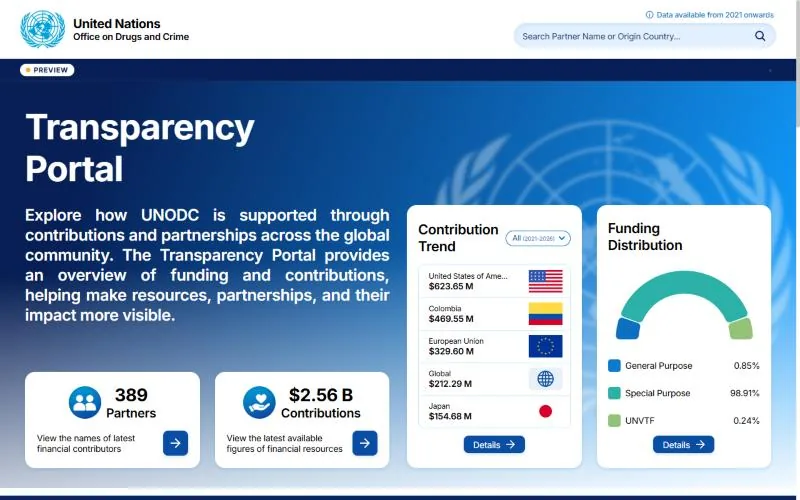 United Nations
Office on Drugs and Crime
Data available from 2021 onwards
Search Partner Name or Origin Country...
PREVIEW
Transparency
Portal
Explore how UNODC is supported through
contributions and partnerships across the global
community. The Transparency Portal provides
an overview of funding and contributions,
helping make resources, partnerships, and their
impact more visible.
389
Partners
View the names of latest
financial contributors
$2.56 B
Contributions
View the latest available
figures of financial resources
Contribution
Trend
All (2021-2026)
United States of Ame...
$623.65 M
Colombia
$469.55 M
European Union
$329.60 M
Global
$212.29 M
Japan
$154.68 M
Details
Funding
Distribution
General Purpose 0.85%
Special Purpose 98.91%
UNVTF 0.24%
Details